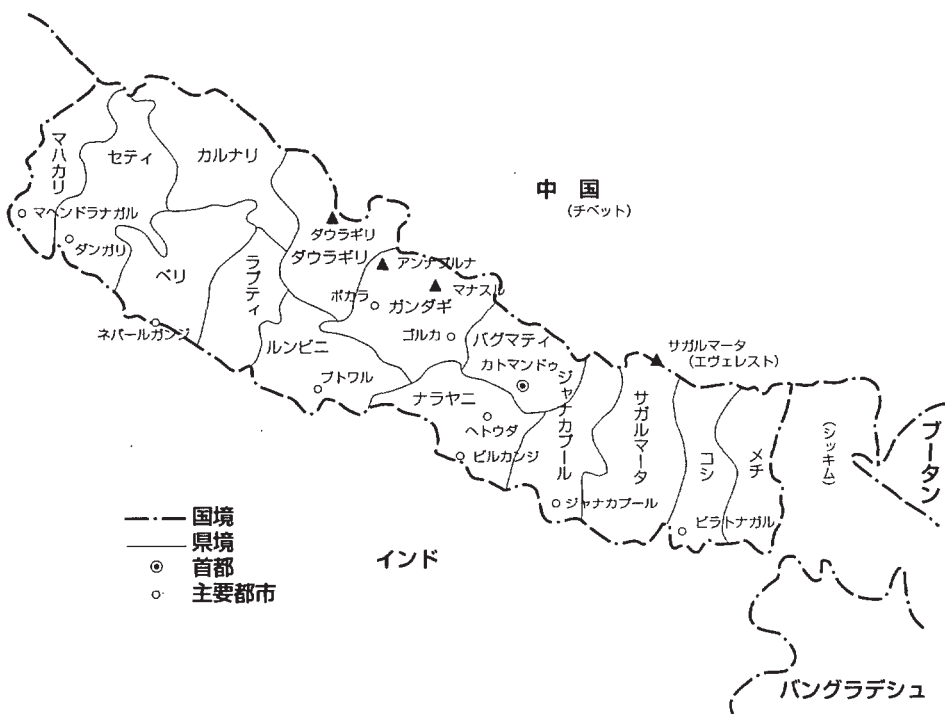 マハカリ
セティ
カルナリ
中 国
(チベット)
マヘンドラナガル
ダンガリ
ダウラギリ
ダウラギリ
アンナプルナ
ベリ
ラプティ
ポカラ
ガンダギ
マナスル
ネパールガンジ
ゴルカ
バグマティ
ルンビニ
カトマンドゥ
サガルマータ
(エヴェレスト)
ブトワル
ナラヤニ
ジャナカプール
サガルマータ
コシ
メチ
(シッキム)
ブータン
ヘトウダ
ビルカンジ
ジャナカプール
ビラトナガル
国境
県境
首都
主要都市
インド
バングラデシュ